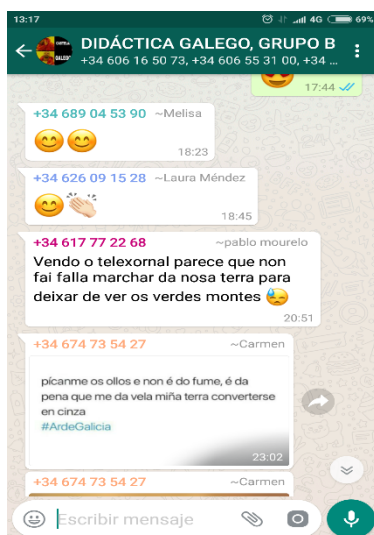 13:17 4G 69%
DIDÁCTICA GALEGO, GRUPO B
+34 606 16 50 73, +34 606 55 31 00, +34 ...
17:44
+34 689 04 53 90 ~Melisa
18:23
+34 626 09 15 28 ~Laura Méndez
18:45
+34 617 77 22 68 ~pablo mourelo
Vendo o telexornal parece que non
fai falla marchar da nosa terra para
deixar de ver os verdes montes
20:51
+34 674 73 54 27 ~Carmen
pícanme os ollos e non é do fume, é da
pena que me da vela miña terra converterse
en cinza
#ArdeGalicia
23:02
+34 674 73 54 27 ~Carmen
Escribir mensaje